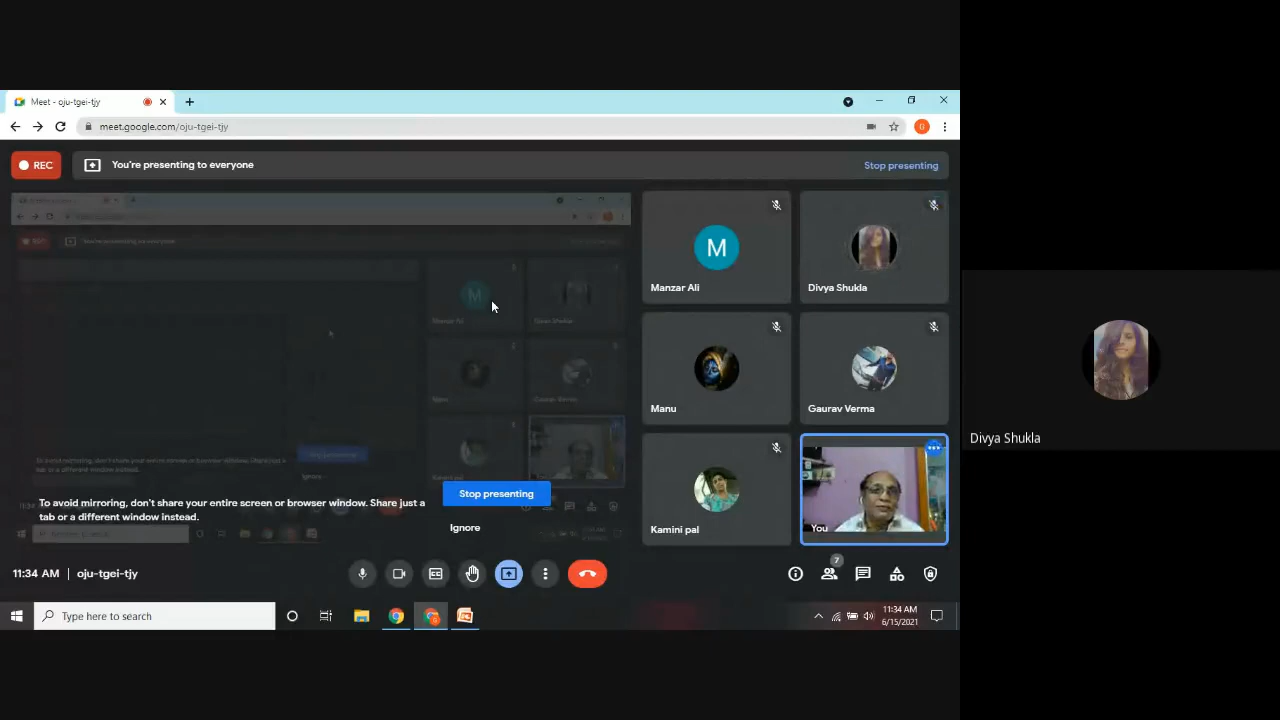 Meet - oju-tgei-tjy
meet.google.com/oju-tgei-tjy
REC
You're presenting to everyone
Stop presenting
M
Manzar Ali
Divya Shukla
Manu
Gaurav Verma
To avoid mirroring, don't share your entire screen or browser window. Share just a
tab or a different window instead.
Stop presenting
Ignore
Kamini pal
You
11:34 AM | oju-tgei-tjy
7
Type here to search
11:34 AM
6/15/2021
Divya Shukla